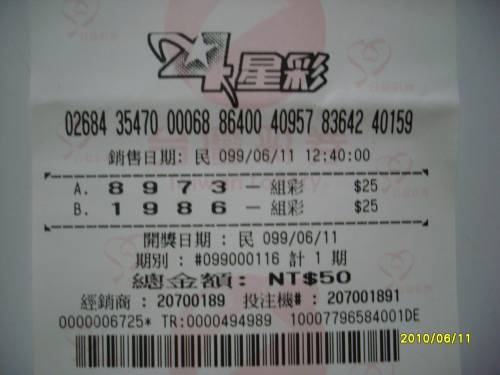 4星彩
02684 35470 00068 86400 40957 83642 40159
銷售日期: 民 099/06/11 12:40:00
A. 8 9 7 3 — 組彩 $25
B. 1 9 8 6 — 組彩 $25
開獎日期 : 民 099/06/11
期別 : #099000116 計 1 期
總金額: NT$50
經銷商 : 20700189 投注機# : 207001891
0000006725* TR:0000494989 10007796584001DE
2010/06/11